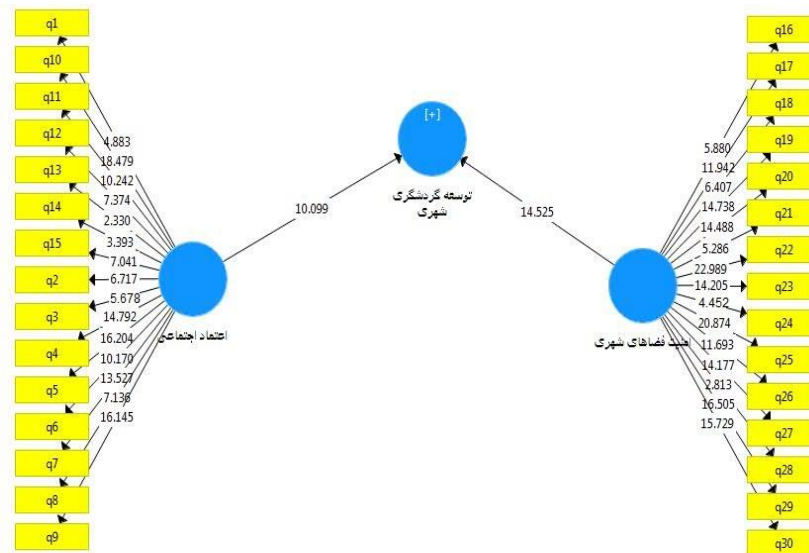 q1
q10
q11
q12
q13
q14
q15
q2
q3
q4
q5
q6
q7
q8
q9
4.883
18.479
10.242
7.374
2.330
3.393
7.041
6.717
5.678
14.792
16.204
10.170
13.527
7.136
16.145
اعتماد اجتماعی
10.099
[+]
توسعه گردشگری
شهری
14.525
امنیت فضاهای شهری
5.880
11.942
6.407
14.738
14.488
5.286
22.989
14.205
4.452
20.874
11.693
14.177
2.813
16.505
15.729
q16
q17
q18
q19
q20
q21
q22
q23
q24
q25
q26
q27
q28
q29
q30